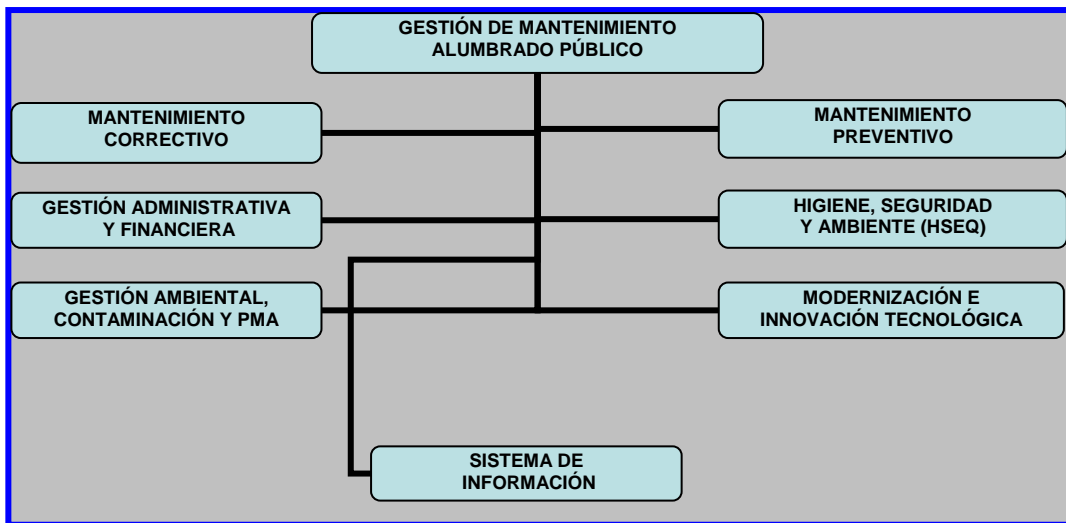 GESTIÓN DE MANTENIMIENTO
ALUMBRADO PÚBLICO
MANTENIMIENTO
CORRECTIVO
MANTENIMIENTO
PREVENTIVO
GESTIÓN ADMINISTRATIVA
Y FINANCIERA
HIGIENE, SEGURIDAD
Y AMBIENTE (HSEQ)
GESTIÓN AMBIENTAL,
CONTAMINACIÓN Y PMA
MODERNIZACIÓN E
INNOVACIÓN TECNOLÓGICA
SISTEMA DE
INFORMACIÓN